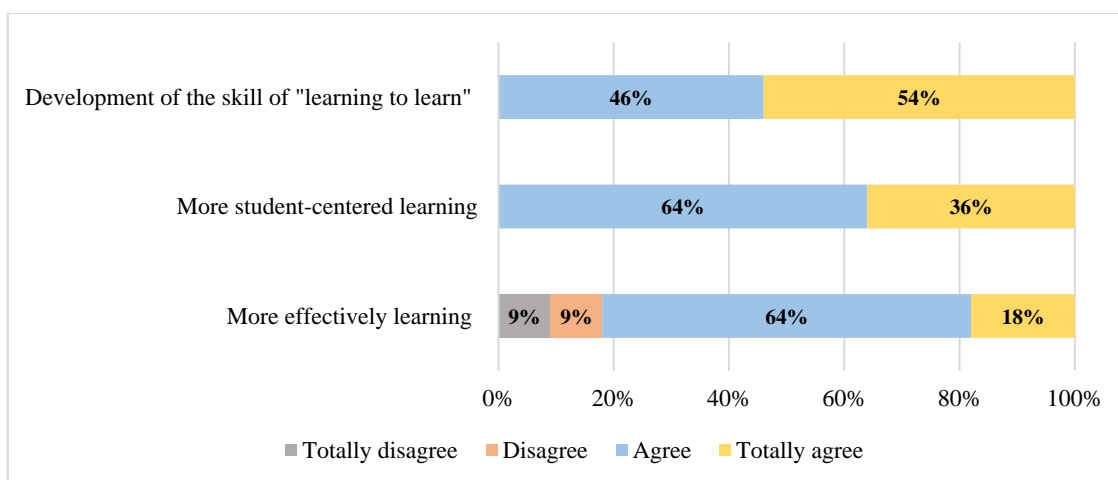 Development of the skill of "learning to learn"
46% 54%
More student-centered learning
64% 36%
More effectively learning
9% 9% 64% 18%
0% 20% 40% 60% 80% 100%
Totally disagree Disagree Agree Totally agree